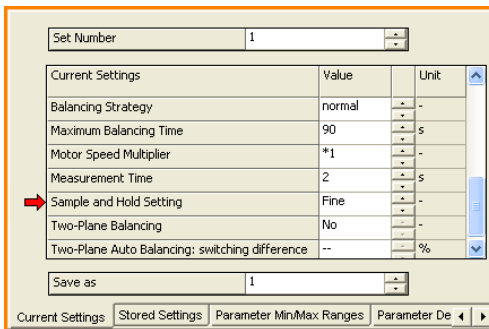 Set Number 1
Current Settings Value Unit
Balancing Strategy normal -
Maximum Balancing Time 90 s
Motor Speed Multiplier *1 -
Measurement Time 2 s
Sample and Hold Setting Fine -
Two-Plane Balancing No -
Two-Plane Auto Balancing: switching difference -- %
Save as 1
Current Settings Stored Settings Parameter Min/Max Ranges Parameter De